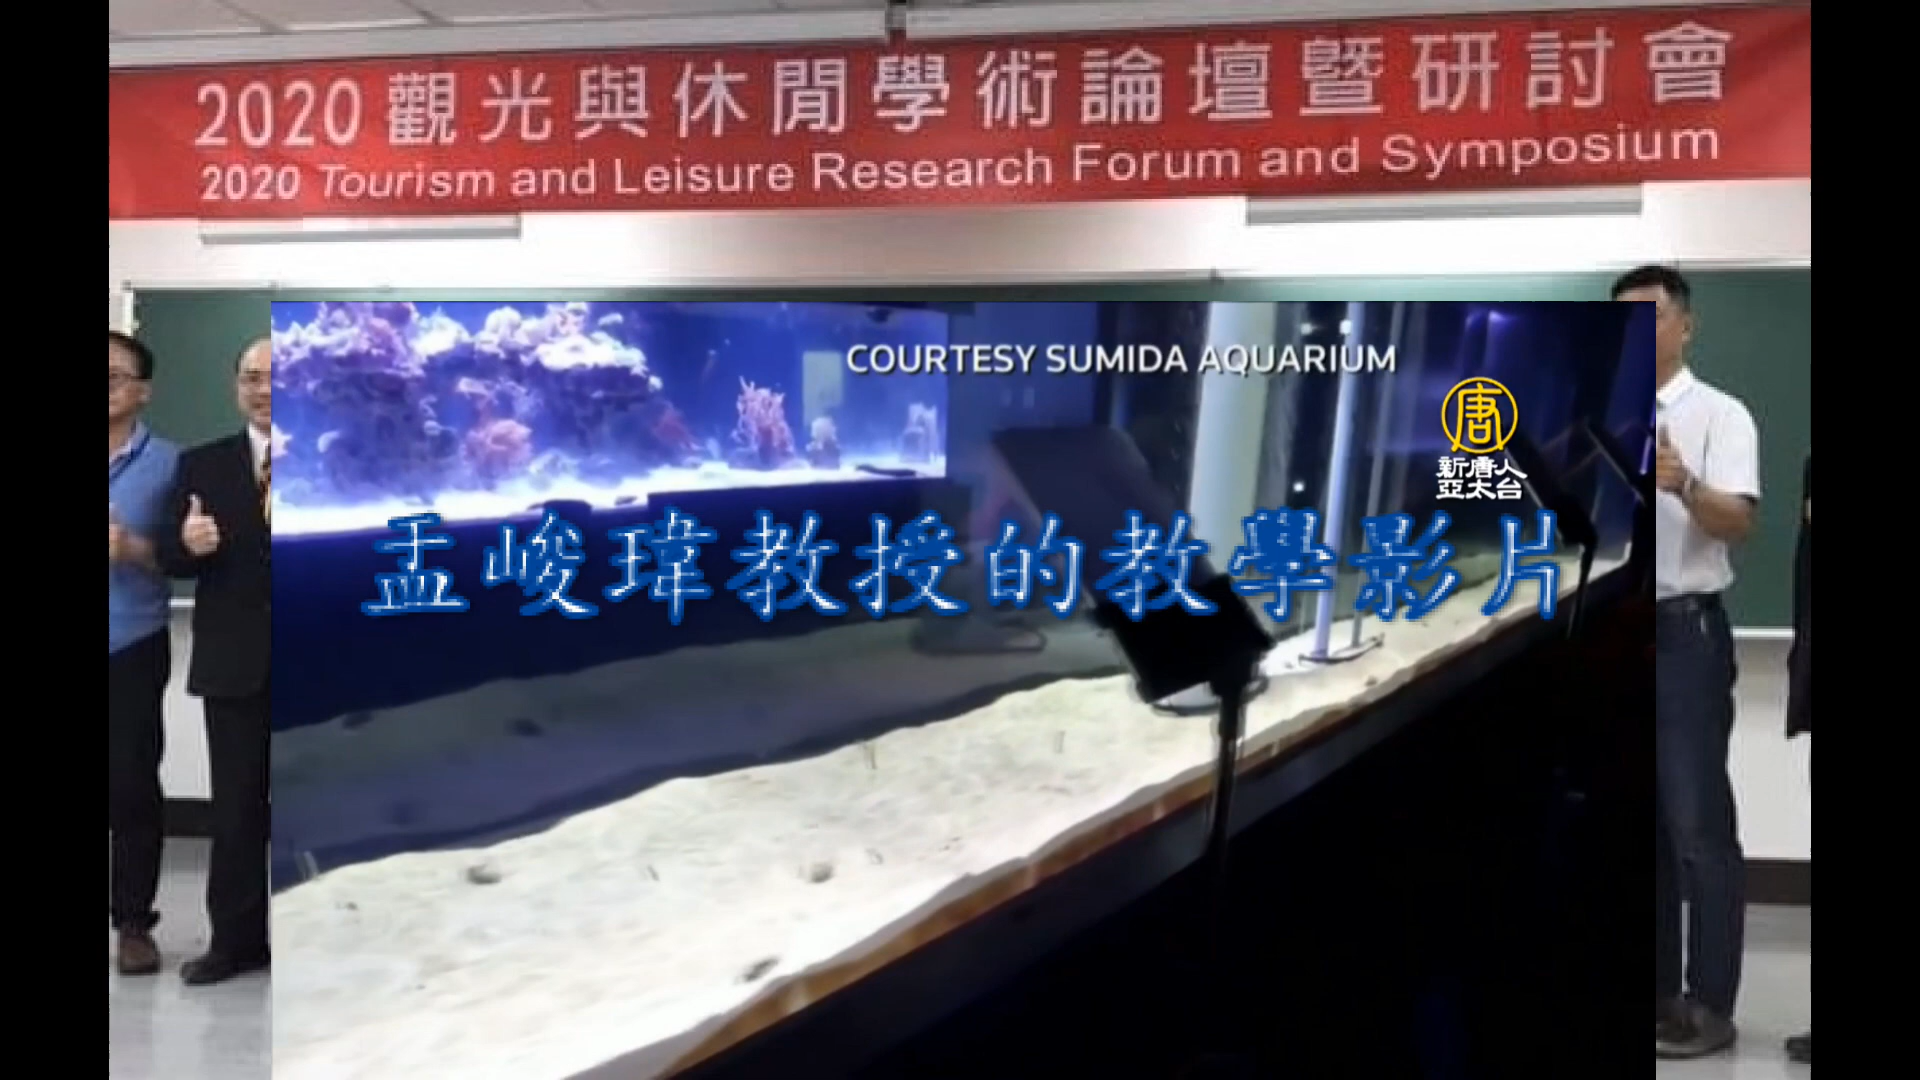 2020 觀光與休閒學術論壇暨研討會
2020 Tourism and Leisure Research Forum and Symposium
COURTESY SUMIDA AQUARIUM
唐
新唐人
亞太台
孟峻瑋教授的教學影片